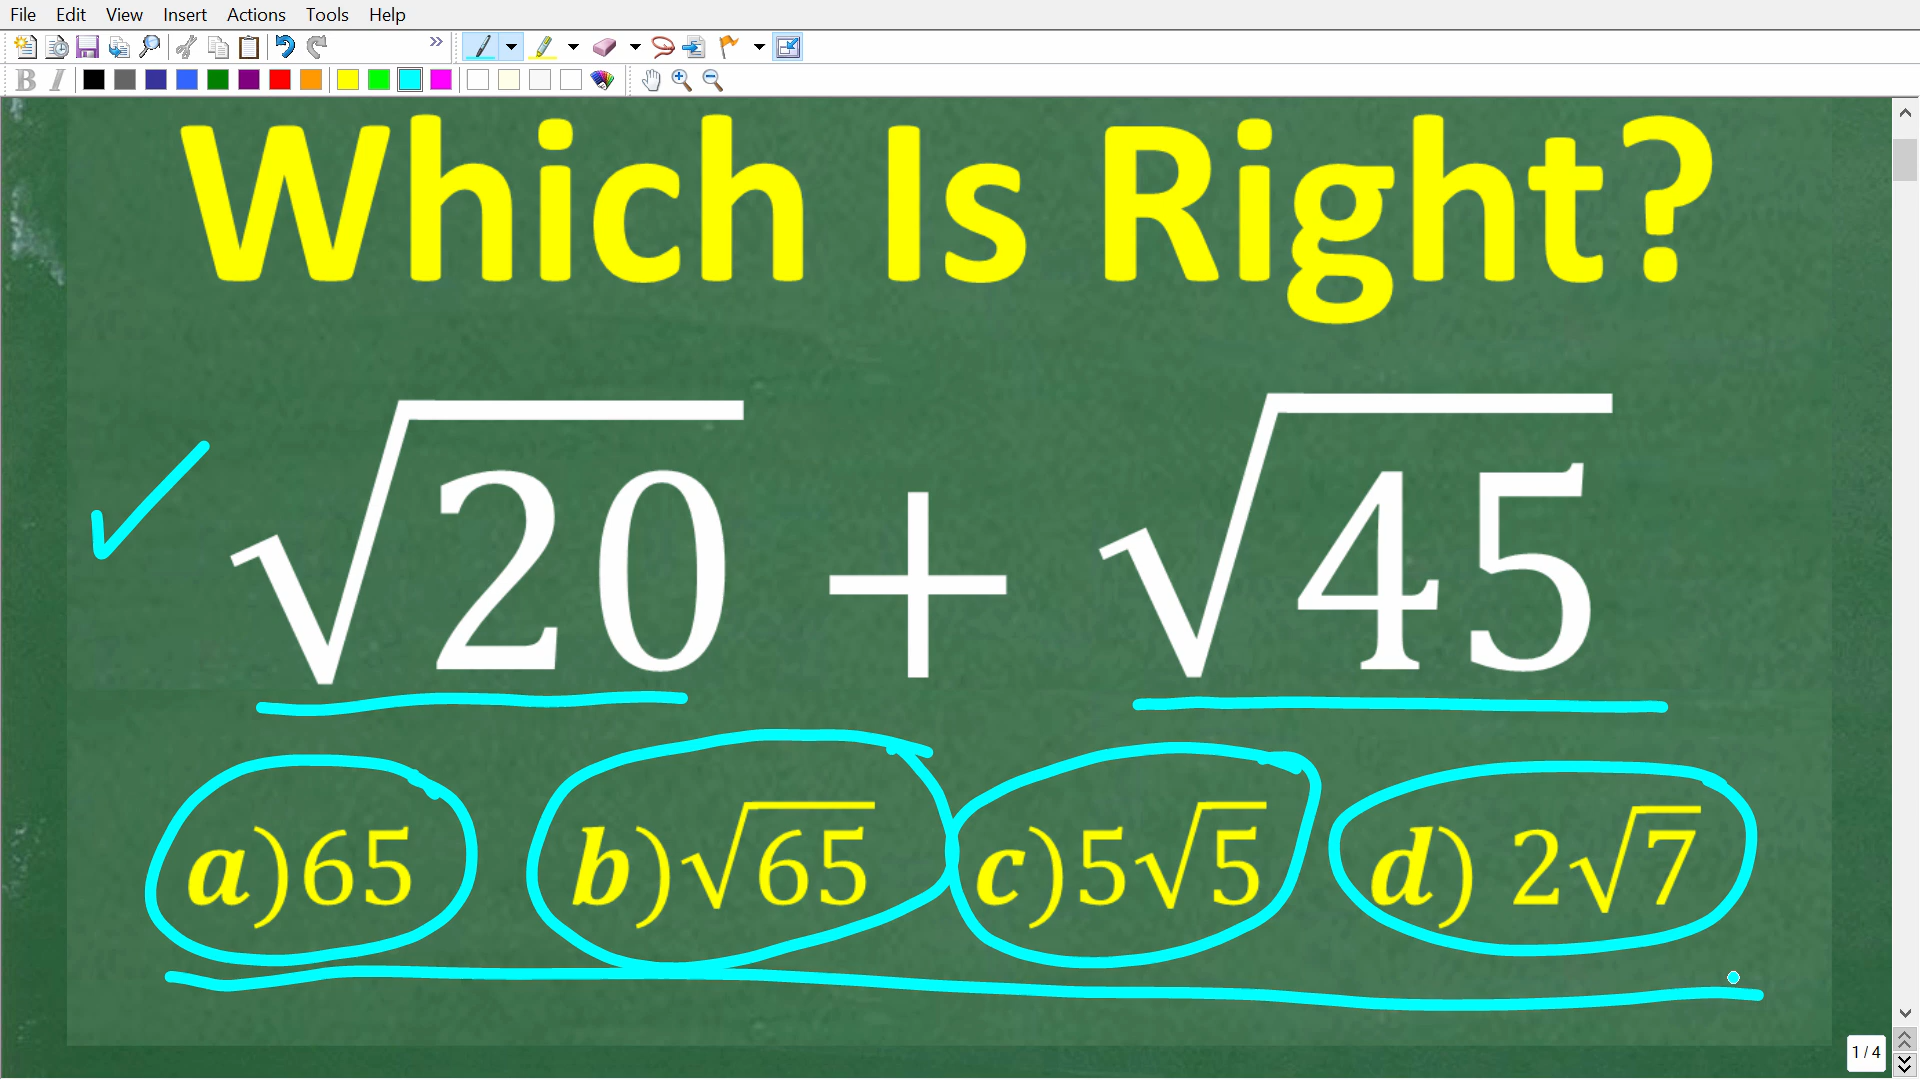 File Edit View Insert Actions Tools Help
B I
Which Is Right?
√20 + √45
a)65 b)√65 c)5√5 d) 2√7
1 / 4